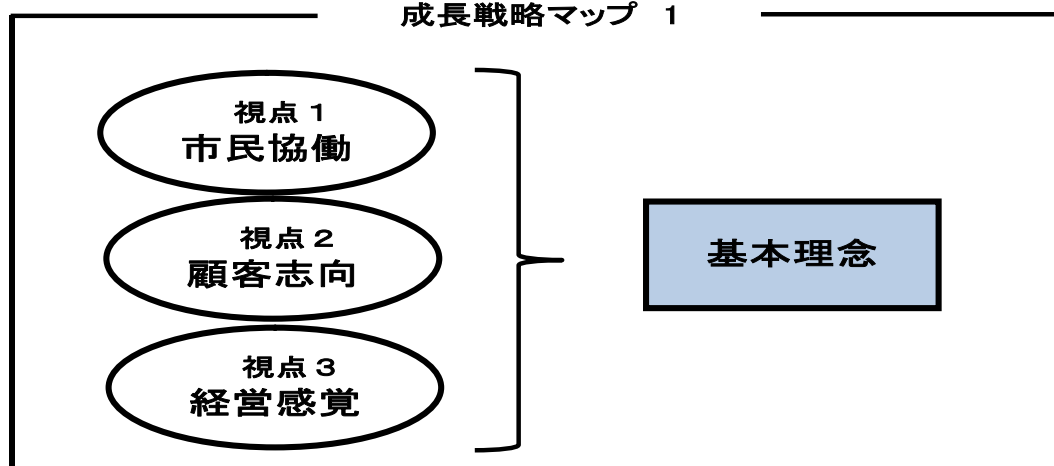 成長戦略マップ 1
視点1
市民協働
視点2
顧客志向
視点3
経営感覚
基本理念